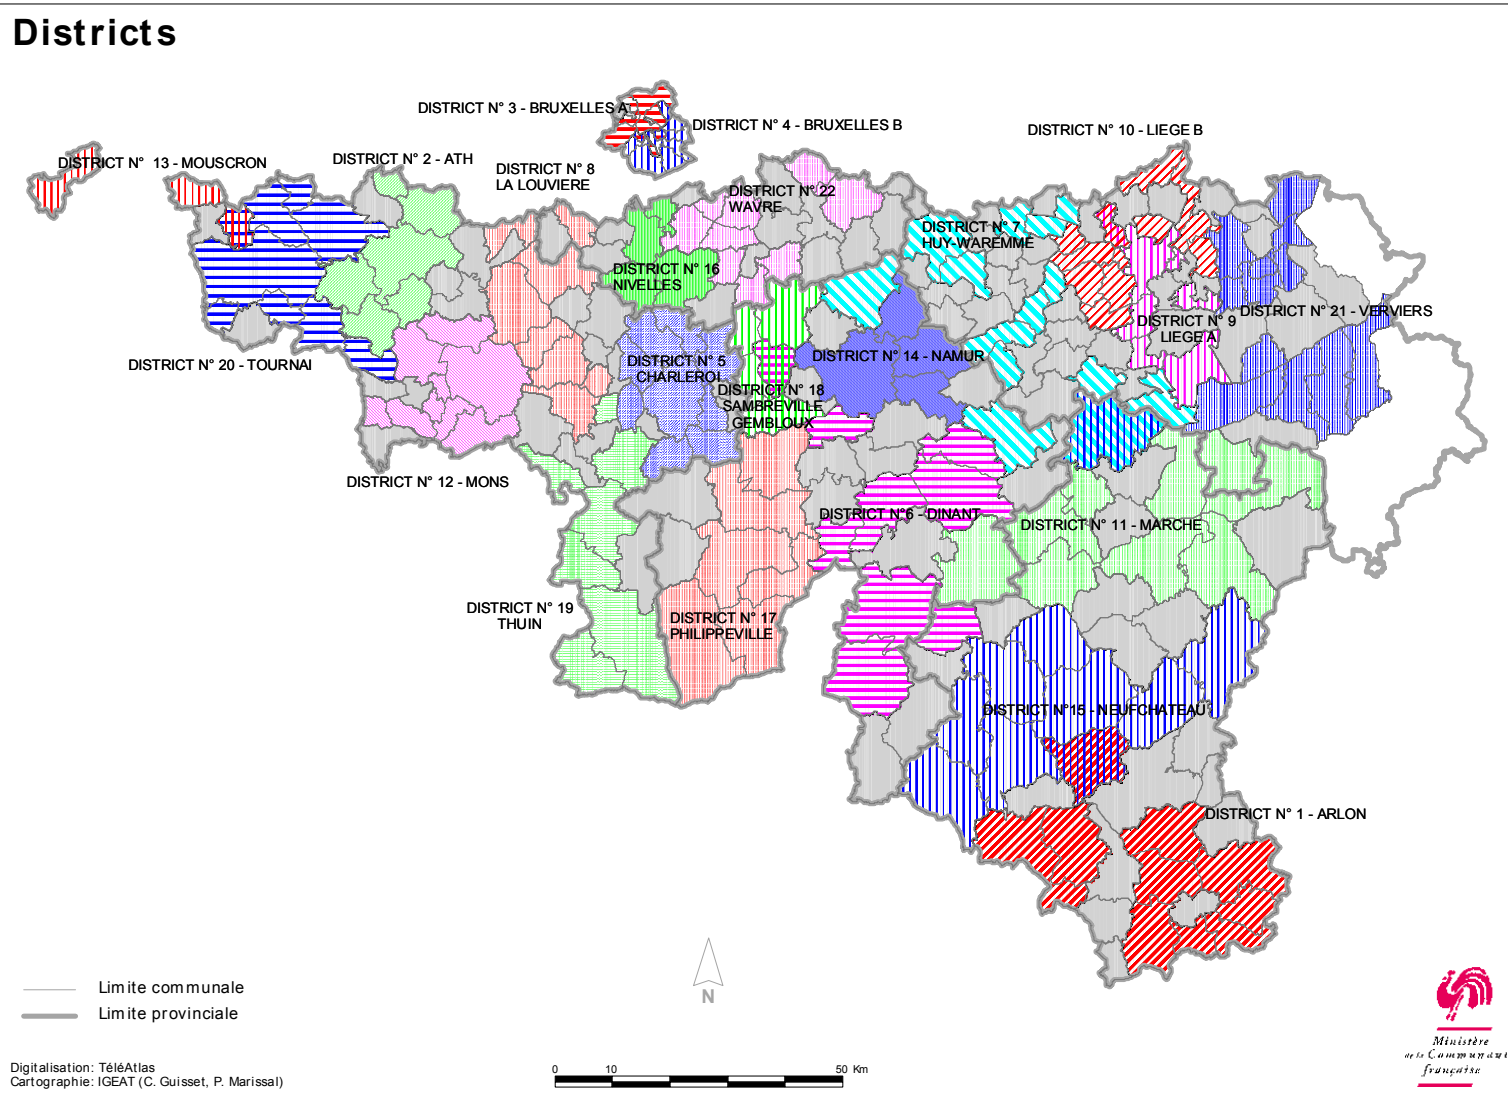 Districts
DISTRICT N° 3 - BRUXELLES A
DISTRICT N° 4 - BRUXELLES B
DISTRICT N° 10 - LIEGE B
DISTRICT N° 13 - MOUSCRON
DISTRICT N° 2 - ATH
DISTRICT N° 8
LA LOUVIERE
DISTRICT N° 22
WAVRE
DISTRICT N° 7
HUY-WAREMME
DISTRICT N° 16
NIVELLES
DISTRICT N° 9
LIEGE A
DISTRICT N° 21 - VERVIERS
DISTRICT N° 20 - TOURNAI
DISTRICT N° 5
CHARLEROI
DISTRICT N° 14 - NAMUR
DISTRICT N° 18
SAMBREVILLE
GEMBLOUX
DISTRICT N° 12 - MONS
DISTRICT N°6 - DINANT
DISTRICT N° 11 - MARCHE
DISTRICT N° 19
THUIN
DISTRICT N° 17
PHILIPPEVILLE
DISTRICT N°15 - NEUFCHATEAU
DISTRICT N° 1 - ARLON
N
Limite communale
Limite provinciale
Digitalisation: TéléAtlas
Cartographie: IGEAT (C. Guisset, P. Marissal)
0 10 50 Km
Ministère
de la Communauté
française